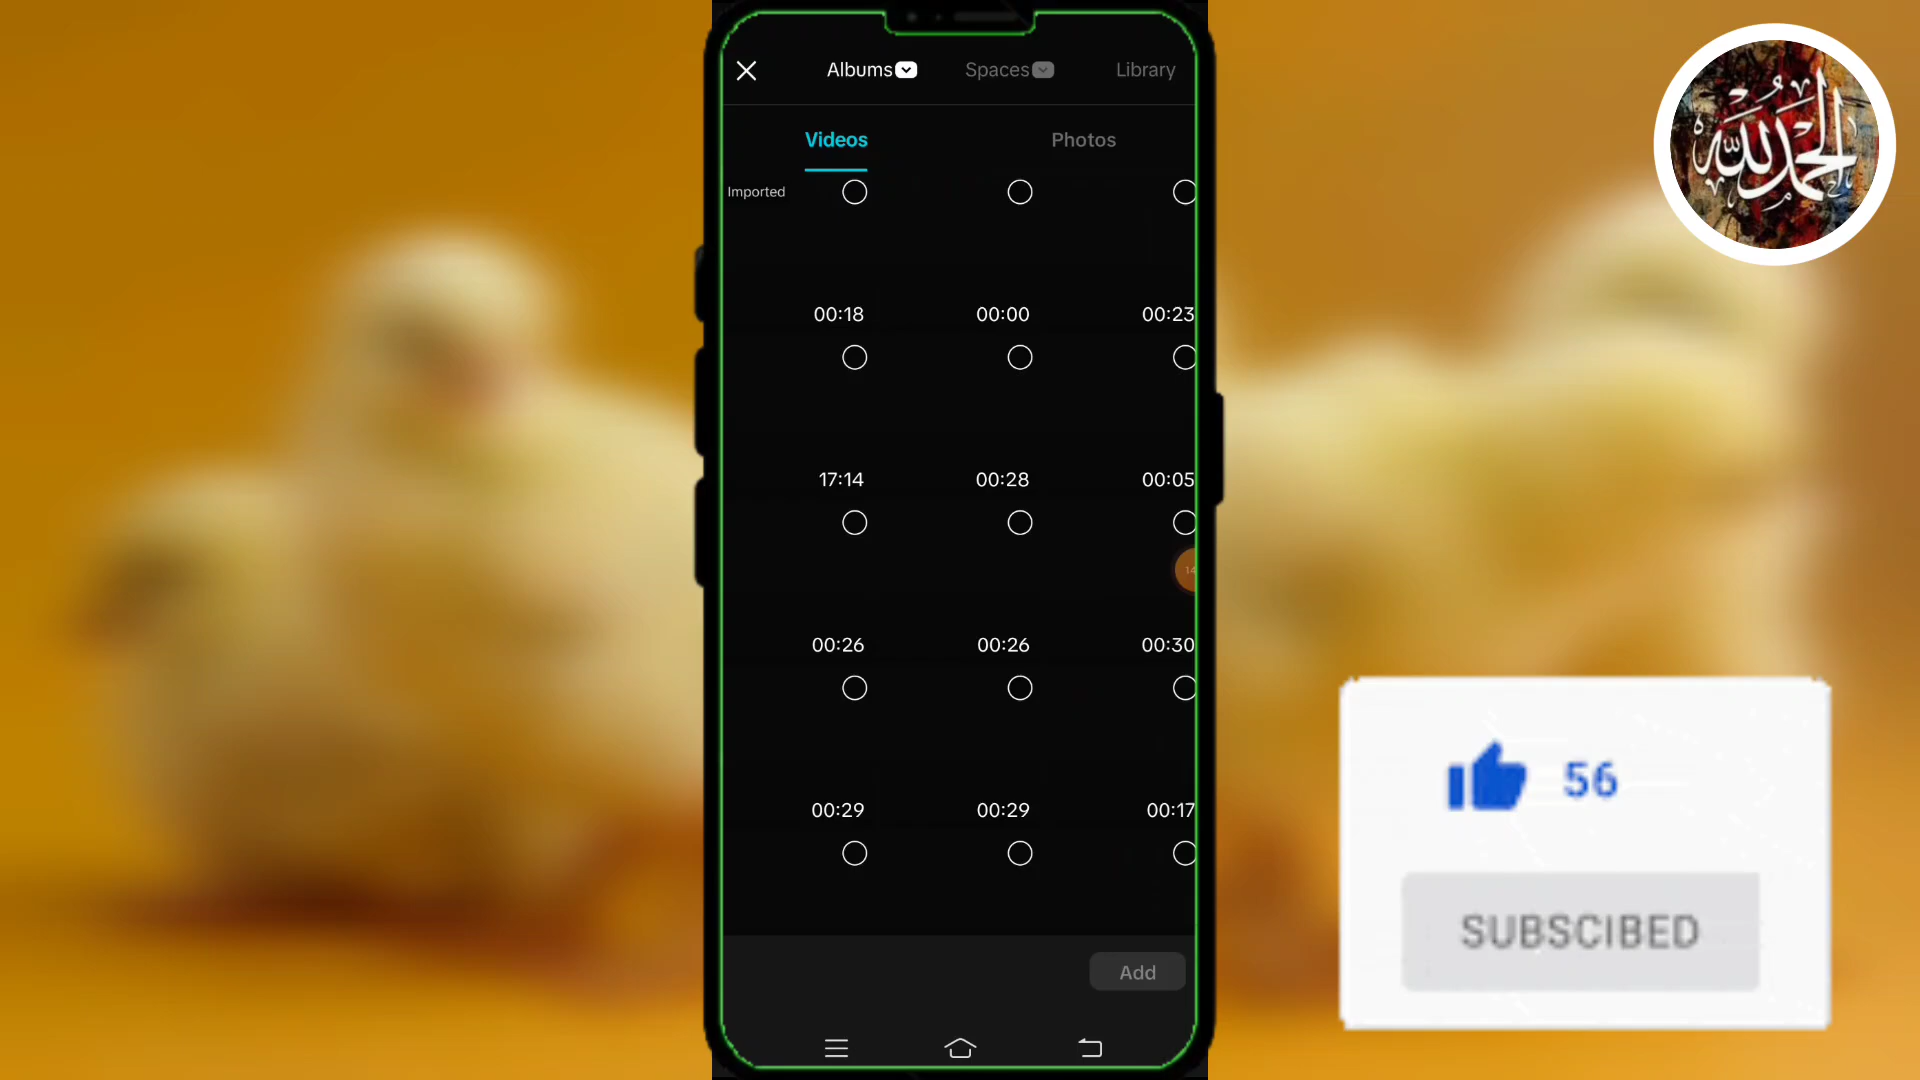 Albums Spaces Library
Videos Photos
Imported
00:18 00:00 00:23
17:14 00:28 00:05
14
00:26 00:26 00:30
00:29 00:29 00:17
Add
الحمد لله
56
SUBSCIBED